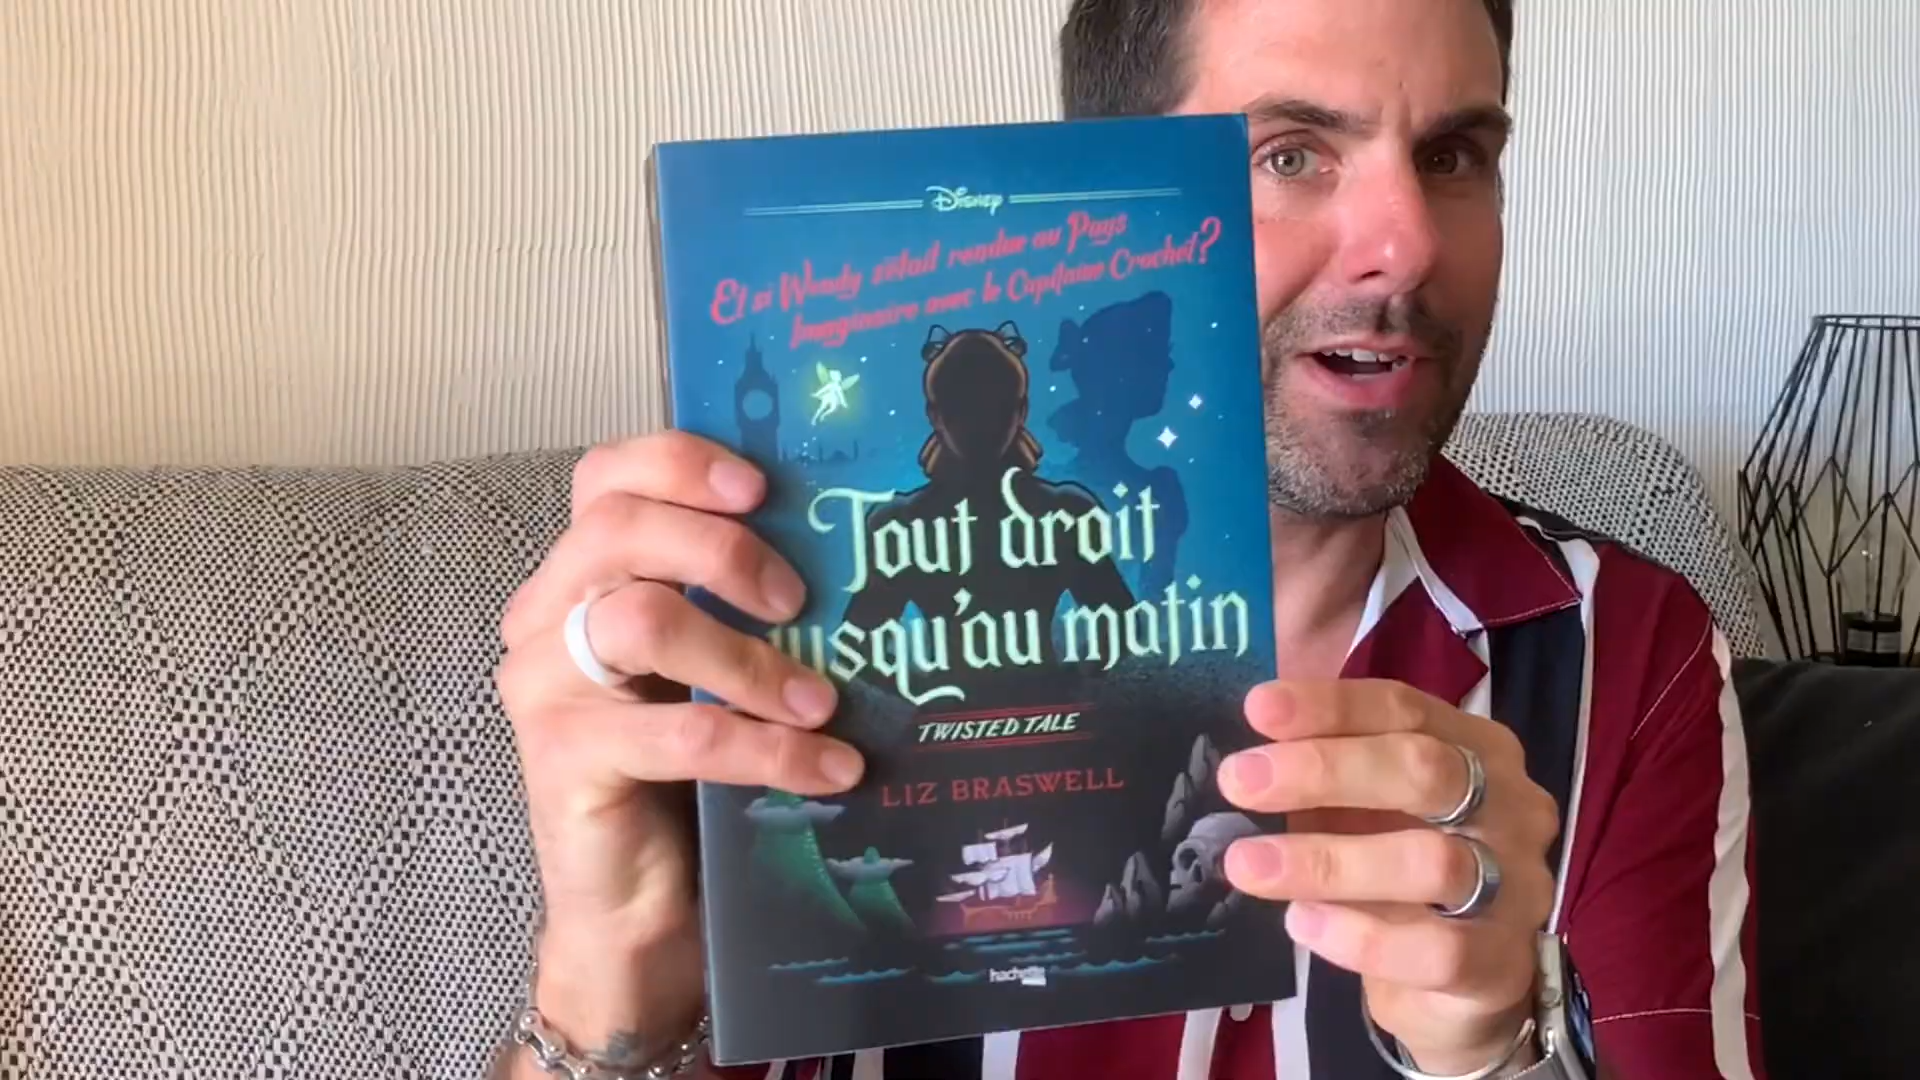 Disney
Et si Wendy s'était rendue au Pays
Imaginaire avec le Capitaine Crochet?
Tout droit
jusqu'au matin
TWISTED TALE
LIZ BRASWELL
hachette